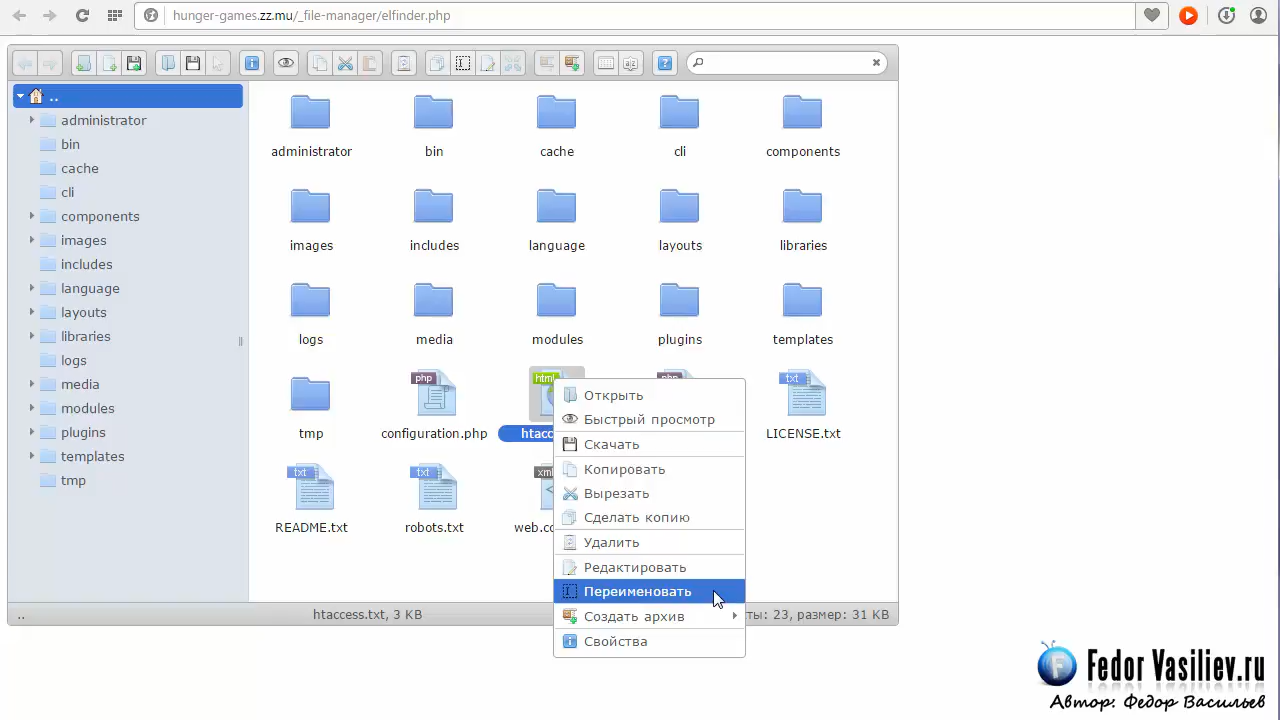 hunger-games.zz.mu/_file-manager/elfinder.php
..
administrator
bin
cache
cli
components
images
includes
language
layouts
libraries
logs
media
modules
plugins
templates
tmp
administrator bin cache cli components
images includes language layouts libraries
logs media modules plugins templates
php html php txt
tmp configuration.php htacc LICENSE.txt
txt txt xml
README.txt robots.txt web.co
Открыть
Быстрый просмотр
Скачать
Копировать
Вырезать
Сделать копию
Удалить
Редактировать
Переименовать
Создать архив
Свойства
.. htaccess.txt, 3 KB ты: 23, размер: 31 KB
Fedor Vasiliev.ru
Автор: Федор Васильев